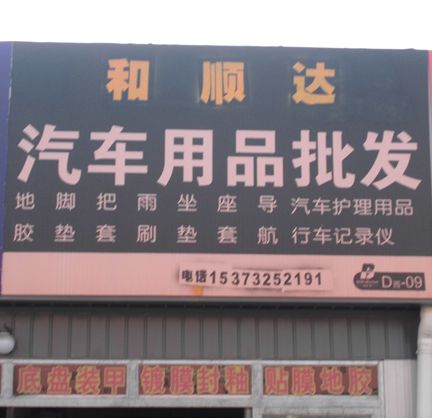 和顺达
汽车用品批发
地脚把雨坐座导 汽车护理用品
胶垫套刷垫套航 行车记录仪
电话15373252191
D西-09
底盘装甲 镀膜封釉 贴膜地胶